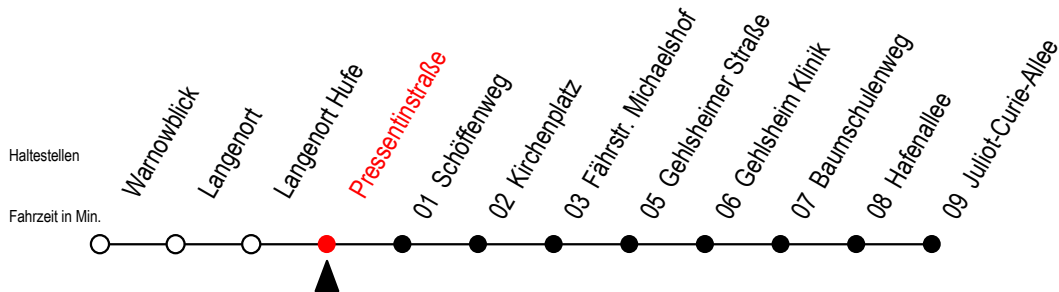 Haltestellen
Fahrzeit in Min.
Warnowblick
Langenort
Langenort Hufe
Pressentinstraße
01 Schöffenweg
02 Kirchenplatz
03 Fährstr. Michaelshof
05 Gehlsheimer Straße
06 Gehlsheim Klinik
07 Baumschulenweg
08 Hafenallee
09 Juliot-Curie-Allee